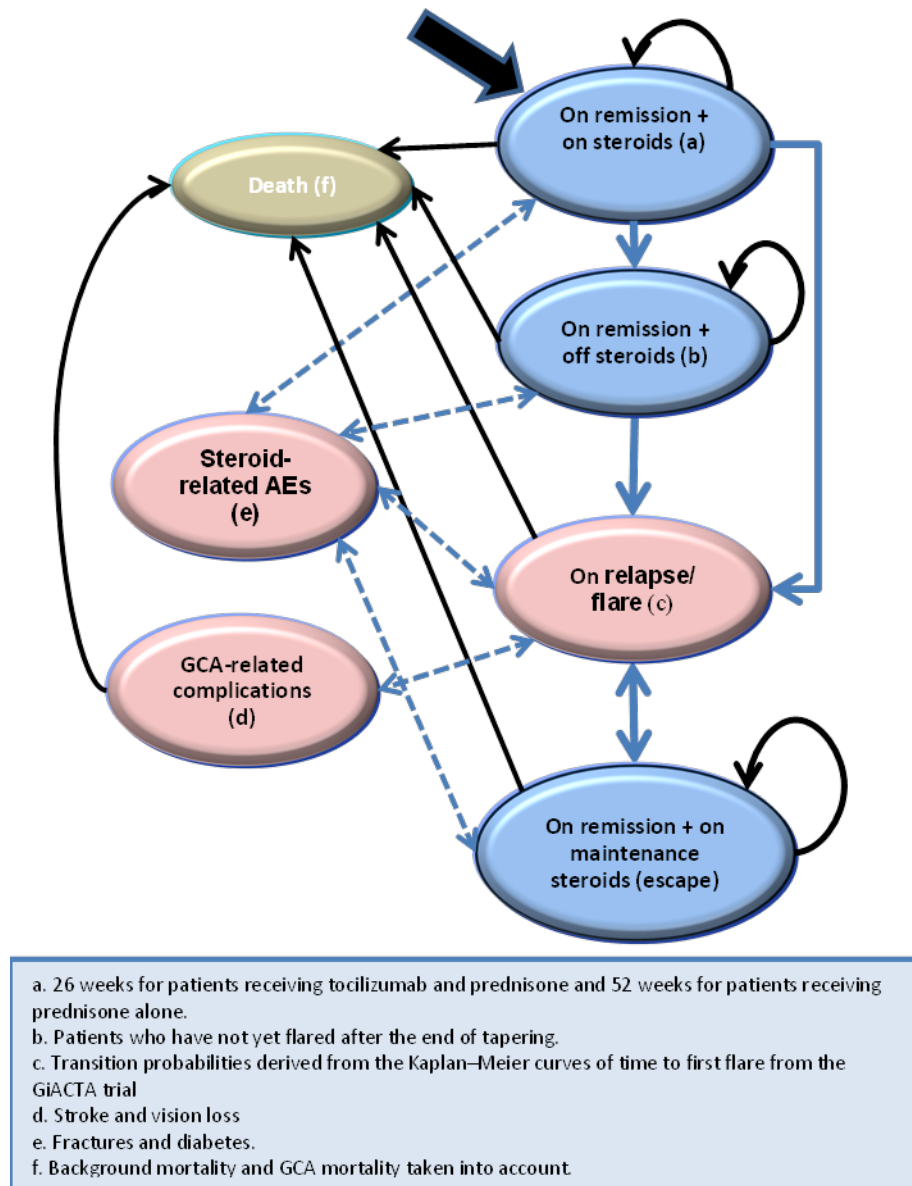 On remission +
on steroids (a)
Death (f)
On remission +
off steroids (b)
Steroid-
related AEs
(e)
On relapse/
flare (c)
GCA-related
complications
(d)
On remission + on
maintenance
steroids (escape)
a. 26 weeks for patients receiving tocilizumab and prednisone and 52 weeks for patients receiving
prednisone alone.
b. Patients who have not yet flared after the end of tapering.
c. Transition probabilities derived from the Kaplan–Meier curves of time to first flare from the
GiACTA trial
d. Stroke and vision loss
e. Fractures and diabetes.
f. Background mortality and GCA mortality taken into account.